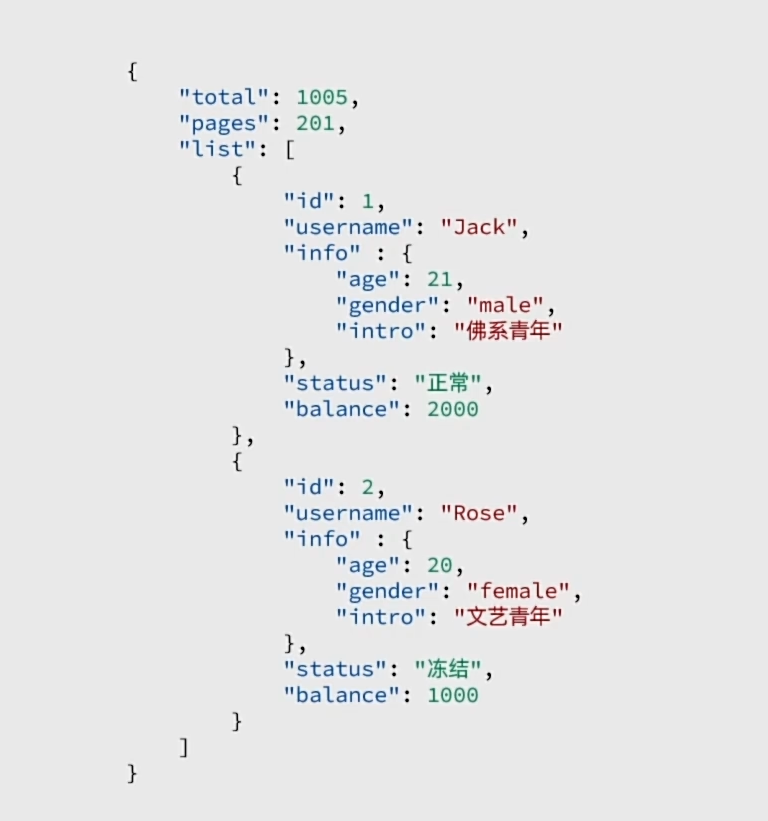 {
    "total": 1005,
    "pages": 201,
    "list": [
        {
            "id": 1,
            "username": "Jack",
            "info" : {
                "age": 21,
                "gender": "male",
                "intro": "佛系青年"
            },
            "status": "正常",
            "balance": 2000
        },
        {
            "id": 2,
            "username": "Rose",
            "info" : {
                "age": 20,
                "gender": "female",
                "intro": "文艺青年"
            },
            "status": "冻结",
            "balance": 1000
        }
    ]
}